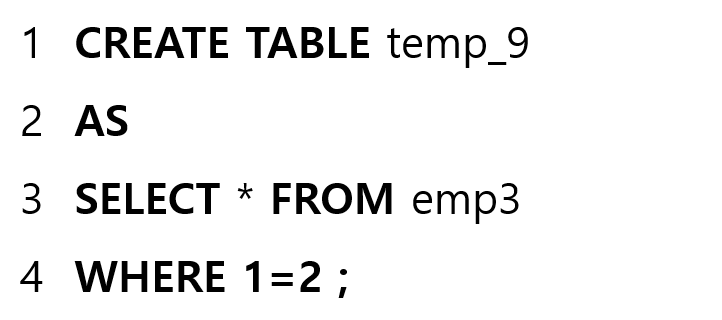 1 CREATE TABLE temp_9
2 AS
3 SELECT * FROM emp3
4 WHERE 1=2 ;